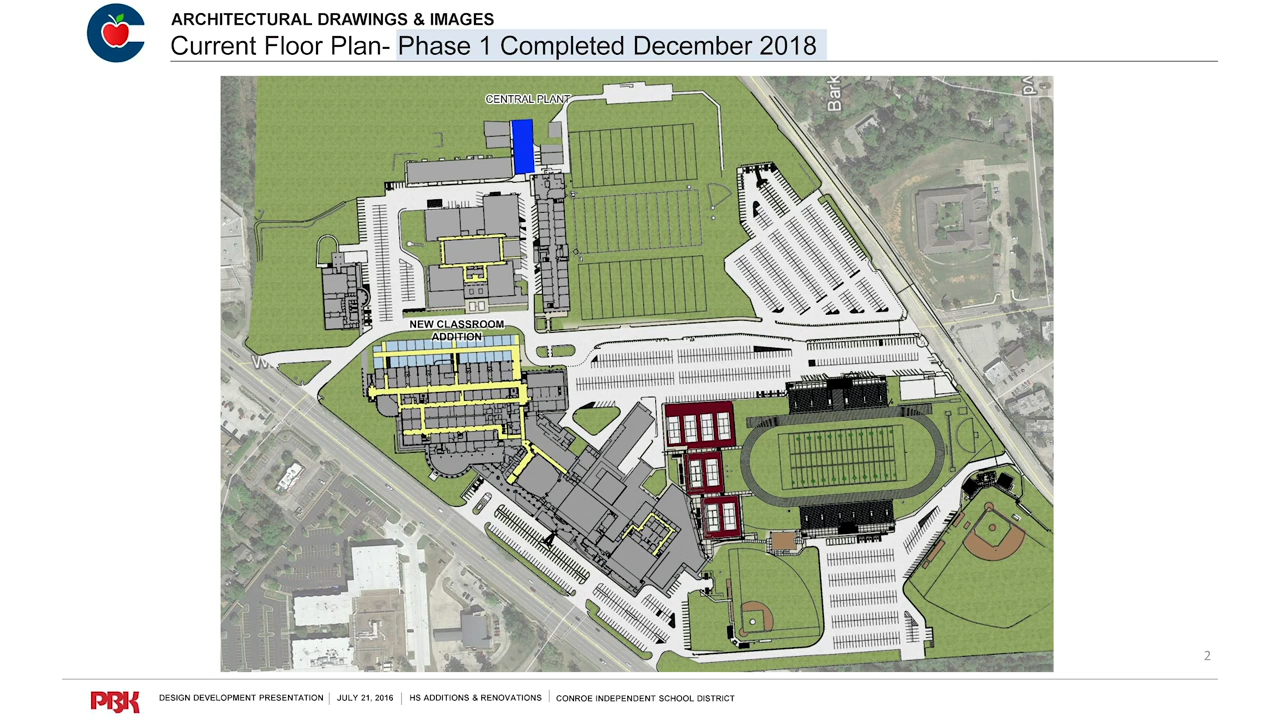 ARCHITECTURAL DRAWINGS & IMAGES
Current Floor Plan- Phase 1 Completed December 2018
CENTRAL PLANT
Bark
NEW CLASSROOM
ADDITION
W
2
PBK
DESIGN DEVELOPMENT PRESENTATION
JULY 21, 2016
HS ADDITIONS & RENOVATIONS
CONROE INDEPENDENT SCHOOL DISTRICT